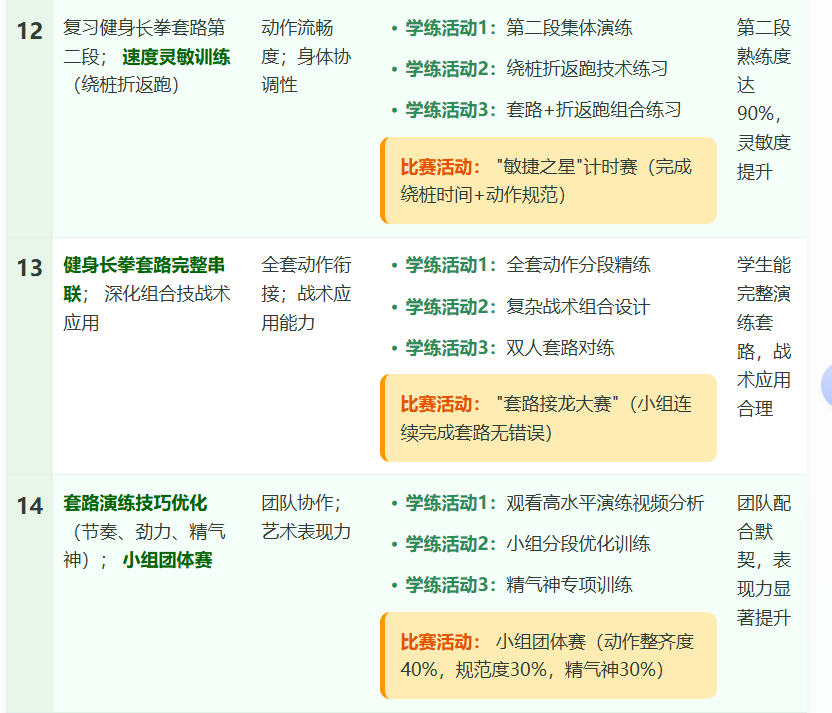 12
复习健身长拳套路第
二段； 速度灵敏训练
（绕桩折返跑）
动作流畅
度；身体协
调性
• 学练活动1：第二段集体演练
• 学练活动2：绕桩折返跑技术练习
• 学练活动3：套路+折返跑组合练习
比赛活动： "敏捷之星"计时赛（完成
绕桩时间+动作规范）
第二段
熟练度
达
90%，
灵敏度
提升
13
健身长拳套路完整串
联； 深化组合技战术
应用
全套动作衔
接；战术应
用能力
• 学练活动1：全套动作分段精练
• 学练活动2：复杂战术组合设计
• 学练活动3：双人套路对练
比赛活动： "套路接龙大赛"（小组连
续完成套路无错误）
学生能
完整演
练套
路，战
术应用
合理
14
套路演练技巧优化
（节奏、劲力、精气
神）； 小组团体赛
团队协作；
艺术表现力
• 学练活动1：观看高水平演练视频分析
• 学练活动2：小组分段优化训练
• 学练活动3：精气神专项训练
比赛活动： 小组团体赛（动作整齐度
40%，规范度30%，精气神30%）
团队配
合默
契，表
现力显
著提升